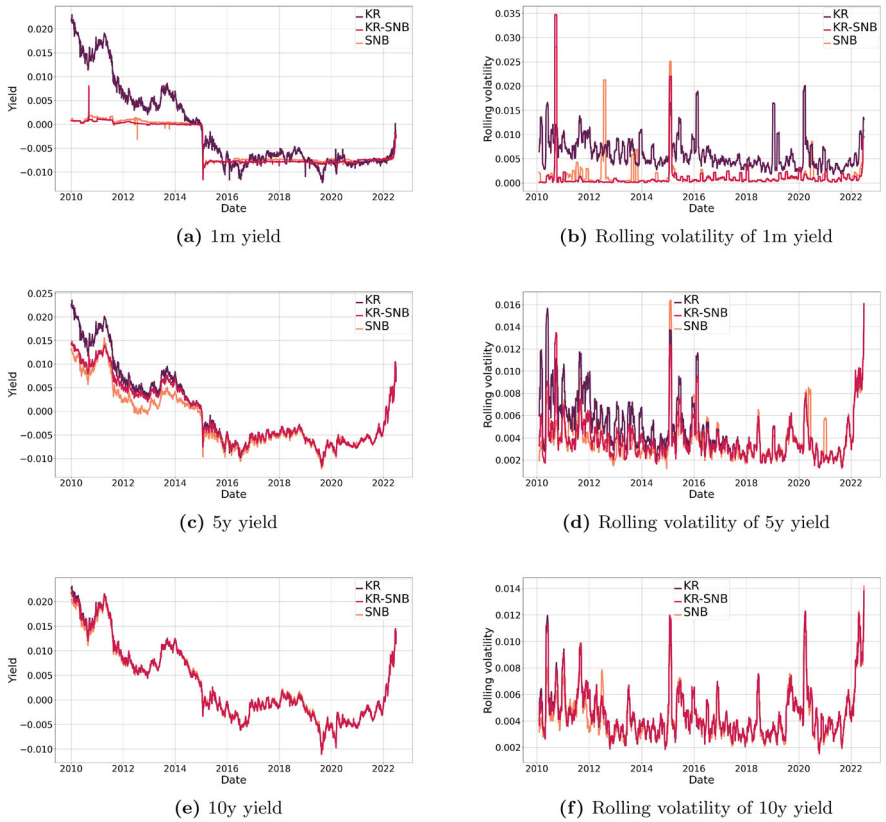 KR
KR-SNB
SNB
0.020
0.015
0.010
0.005
0.000
−0.005
−0.010
Yield
2010 2012 2014 2016 2018 2020 2022
Date
(a) 1m yield
KR
KR-SNB
SNB
0.035
0.030
0.025
0.020
0.015
0.010
0.005
0.000
Rolling volatility
2010 2012 2014 2016 2018 2020 2022
Date
(b) Rolling volatility of 1m yield
KR
KR-SNB
SNB
0.025
0.020
0.015
0.010
0.005
0.000
−0.005
−0.010
Yield
2010 2012 2014 2016 2018 2020 2022
Date
(c) 5y yield
KR
KR-SNB
SNB
0.016
0.014
0.012
0.010
0.008
0.006
0.004
0.002
Rolling volatility
2010 2012 2014 2016 2018 2020 2022
Date
(d) Rolling volatility of 5y yield
KR
KR-SNB
SNB
0.020
0.015
0.010
0.005
0.000
−0.005
−0.010
Yield
2010 2012 2014 2016 2018 2020 2022
Date
(e) 10y yield
KR
KR-SNB
SNB
0.014
0.012
0.010
0.008
0.006
0.004
0.002
Rolling volatility
2010 2012 2014 2016 2018 2020 2022
Date
(f) Rolling volatility of 10y yield